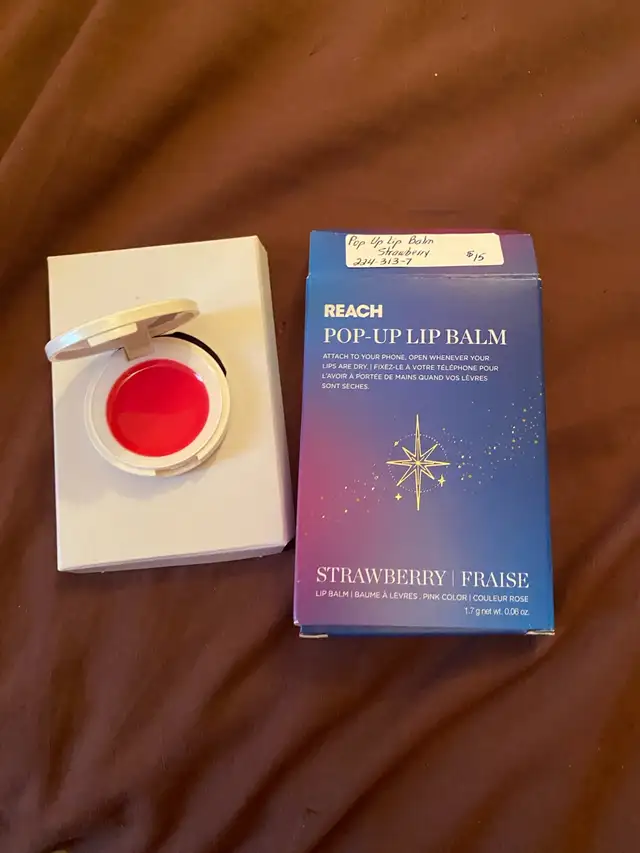 Pop Up Lip Balm
Strawberry $15
234-313-7
REACH
POP-UP LIP BALM
ATTACH TO YOUR PHONE, OPEN WHENEVER YOUR
LIPS ARE DRY. | FIXEZ-LE À VOTRE TÉLÉPHONE POUR
L'AVOIR À PORTÉE DE MAINS QUAND VOS LÈVRES
SONT SECHES.
STRAWBERRY | FRAISE
LIP BALM | BAUME À LÈVRES : PINK COLOR | COULEUR ROSE
1.7 g net wt. 0.06 oz.